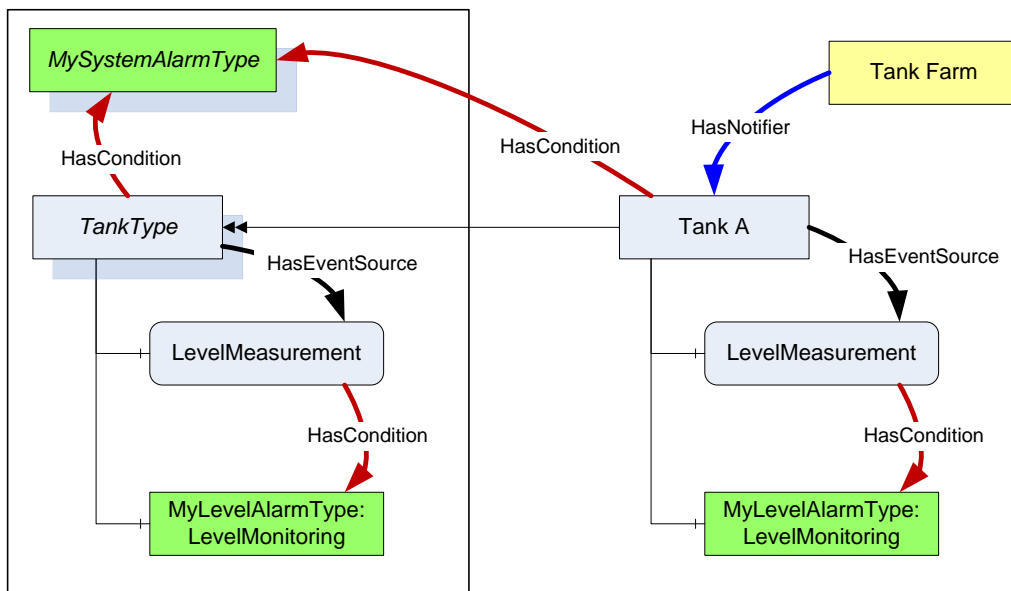 MySystemAlarmType
Tank Farm
HasNotifier
HasCondition
HasCondition
TankType
Tank A
HasEventSource
HasEventSource
LevelMeasurement
LevelMeasurement
HasCondition
HasCondition
MyLevelAlarmType:
LevelMonitoring
MyLevelAlarmType:
LevelMonitoring